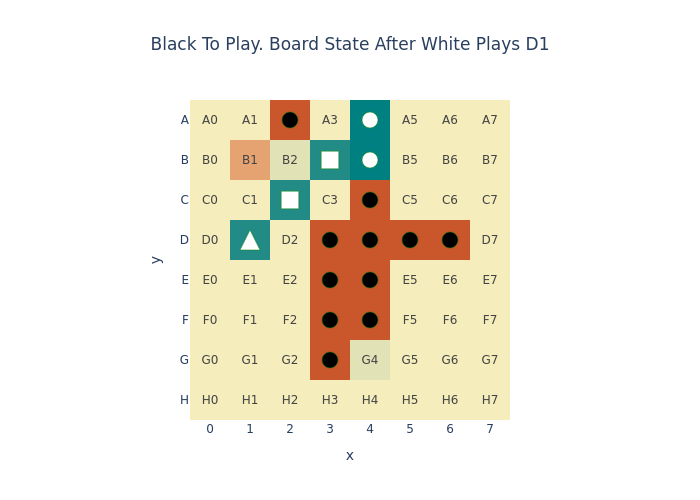 Black To Play. Board State After White Plays D1
A A0 A1 A3 A5 A6 A7
B B0 B1 B2 B5 B6 B7
C C0 C1 C3 C5 C6 C7
D D0 D2 D7
y
E E0 E1 E2 E5 E6 E7
F F0 F1 F2 F5 F6 F7
G G0 G1 G2 G4 G5 G6 G7
H H0 H1 H2 H3 H4 H5 H6 H7
0 1 2 3 4 5 6 7
x